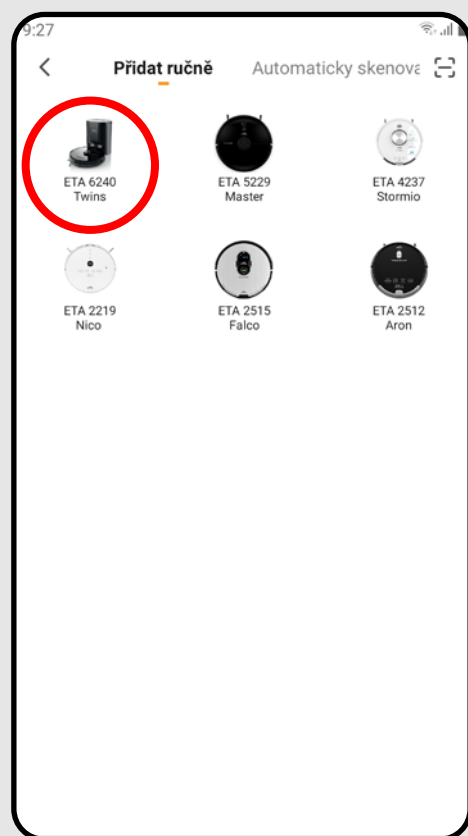 9:27
Přidat ručně Automaticky skenova
ETA 6240 ETA 5229 ETA 4237
Twins Master Stormio
ETA 2219 ETA 2515 ETA 2512
Nico Falco Aron